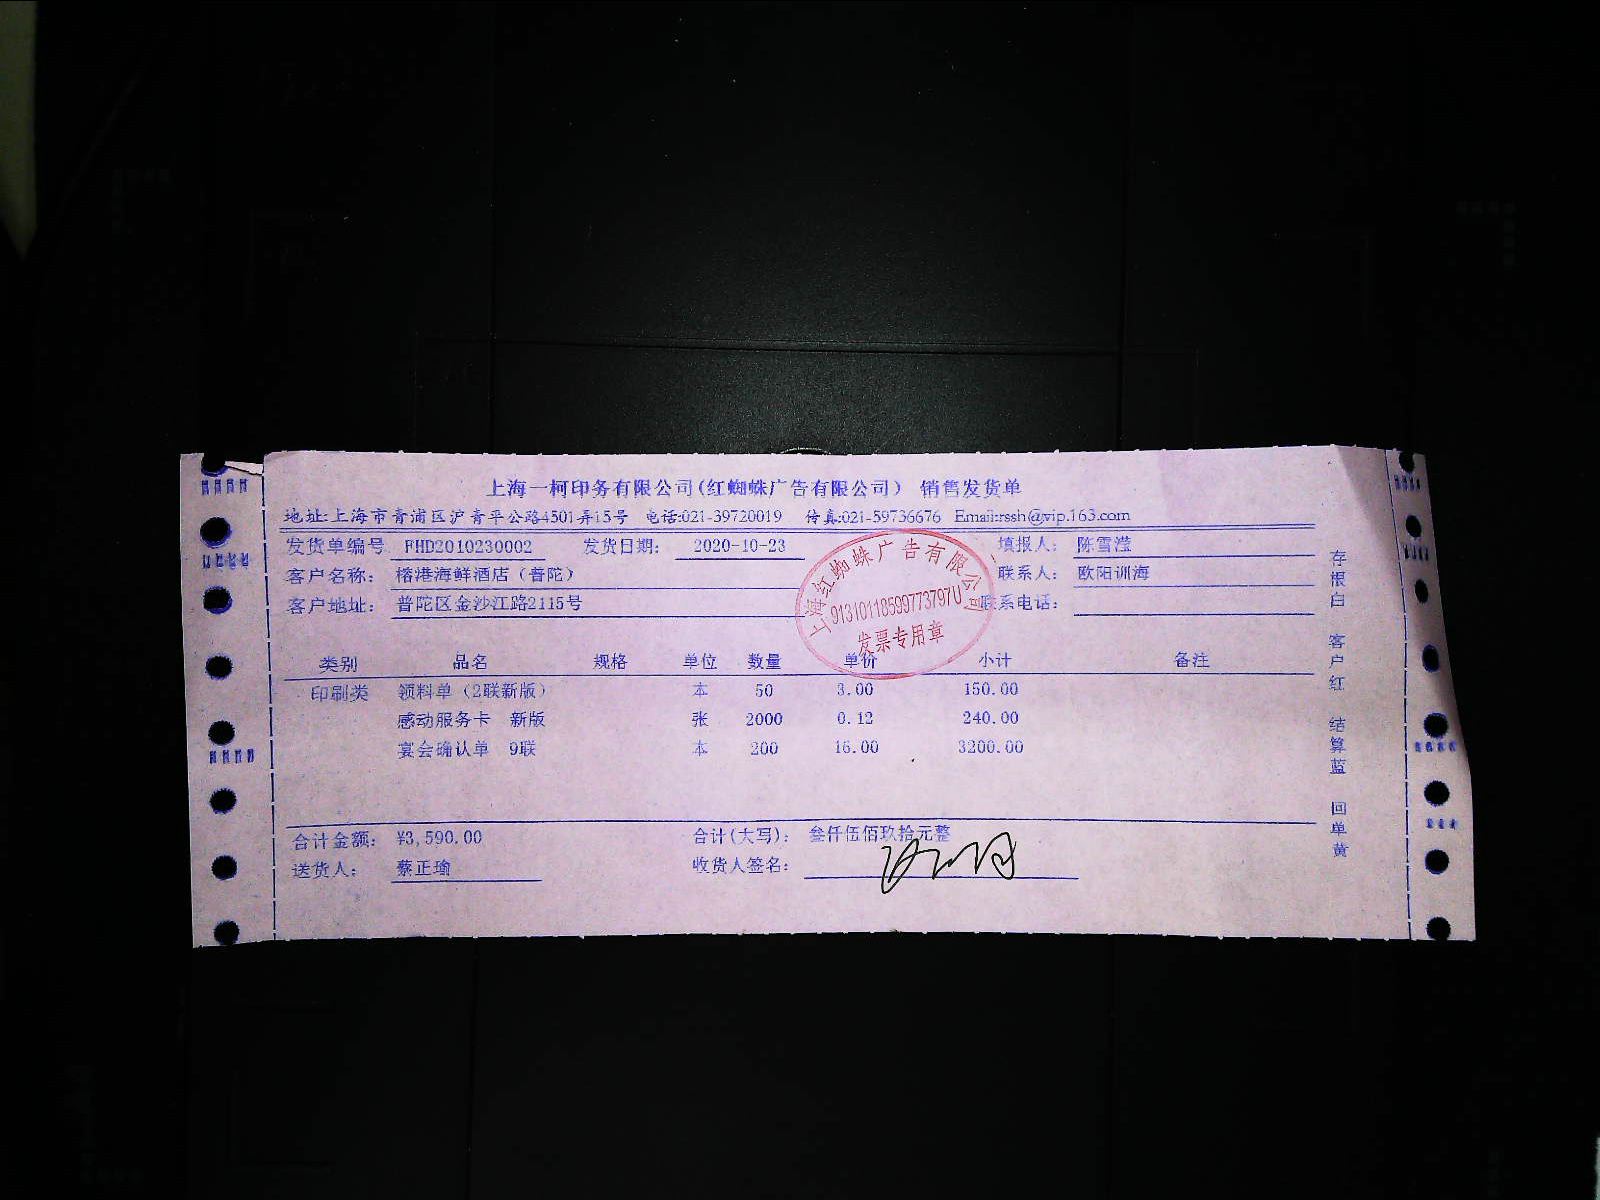 上海一柯印务有限公司(红蜘蛛广告有限公司) 销售发货单
地址:上海市青浦区沪青平公路4501弄15号 电话:021-39720019 传真:021-59736676 Email:rssh@vip.163.com
发货单编号 FHD2010230002 发货日期: 2020-10-23 填报人: 陈雪滢
客户名称: 榕港海鲜酒店(普陀) 联系人: 欧阳训海
客户地址: 普陀区金沙江路2115号 联系电话:
上海红蜘蛛广告有限公司
91310118599773797U
发票专用章
类别 品名 规格 单位 数量 单价 小计 备注
印刷类 领料单(2联新版) 本 50 3.00 150.00
感动服务卡 新版 张 2000 0.12 240.00
宴会确认单 9联 本 200 16.00 3200.00
合计金额: ¥3,590.00 合计(大写): 叁仟伍佰玖拾元整
送货人: 蔡正瑜 收货人签名:
存根白 客户红 结算蓝 回单黄